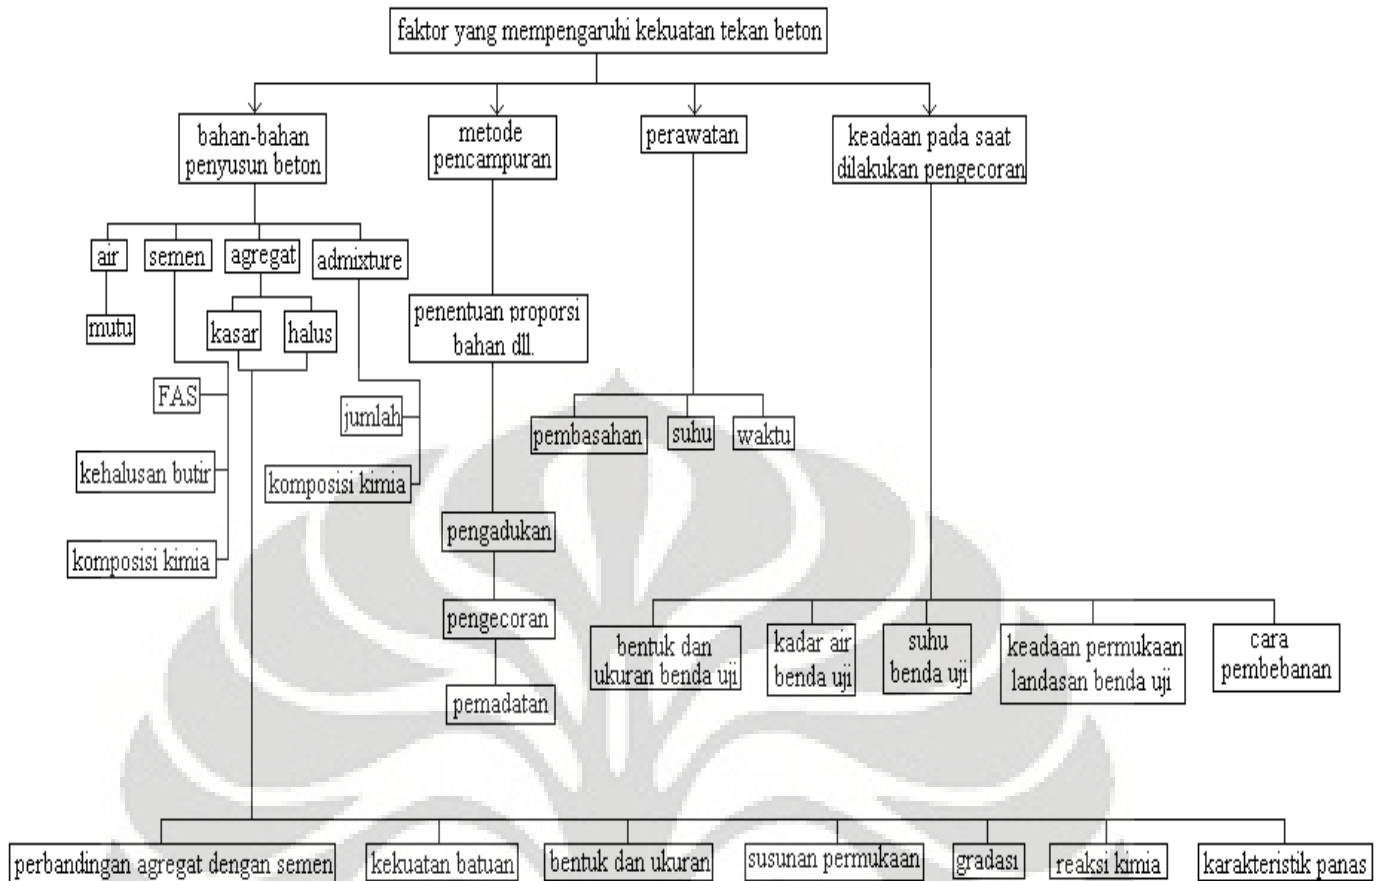 faktor yang mempengaruhi kekuatan tekan beton
bahan-bahan
penyusun beton
metode
pencampuran
perawatan
keadaan pada saat
dilakukan pengecoran
air
semen
agregat
admixture
mutu
kasar
halus
penentuan proporsi
bahan dll.
FAS
jumlah
kehalusan butir
komposisi kimia
komposisi kimia
pembasahan
suhu
waktu
pengadukan
pengecoran
pemadatan
bentuk dan
ukuran benda uji
kadar air
benda uji
suhu
benda uji
keadaan permukaan
landasan benda uji
cara
pembebanan
perbandingan agregat dengan semen
kekuatan batuan
bentuk dan ukuran
susunan permukaan
gradasi
reaksi kimia
karakteristik panas